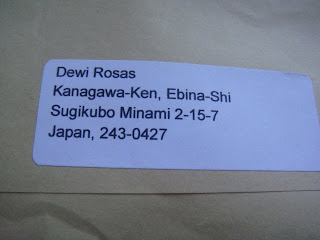 Dewi Rosas
Kanagawa-Ken, Ebina-Shi
Sugikubo Minami 2-15-7
Japan, 243-0427